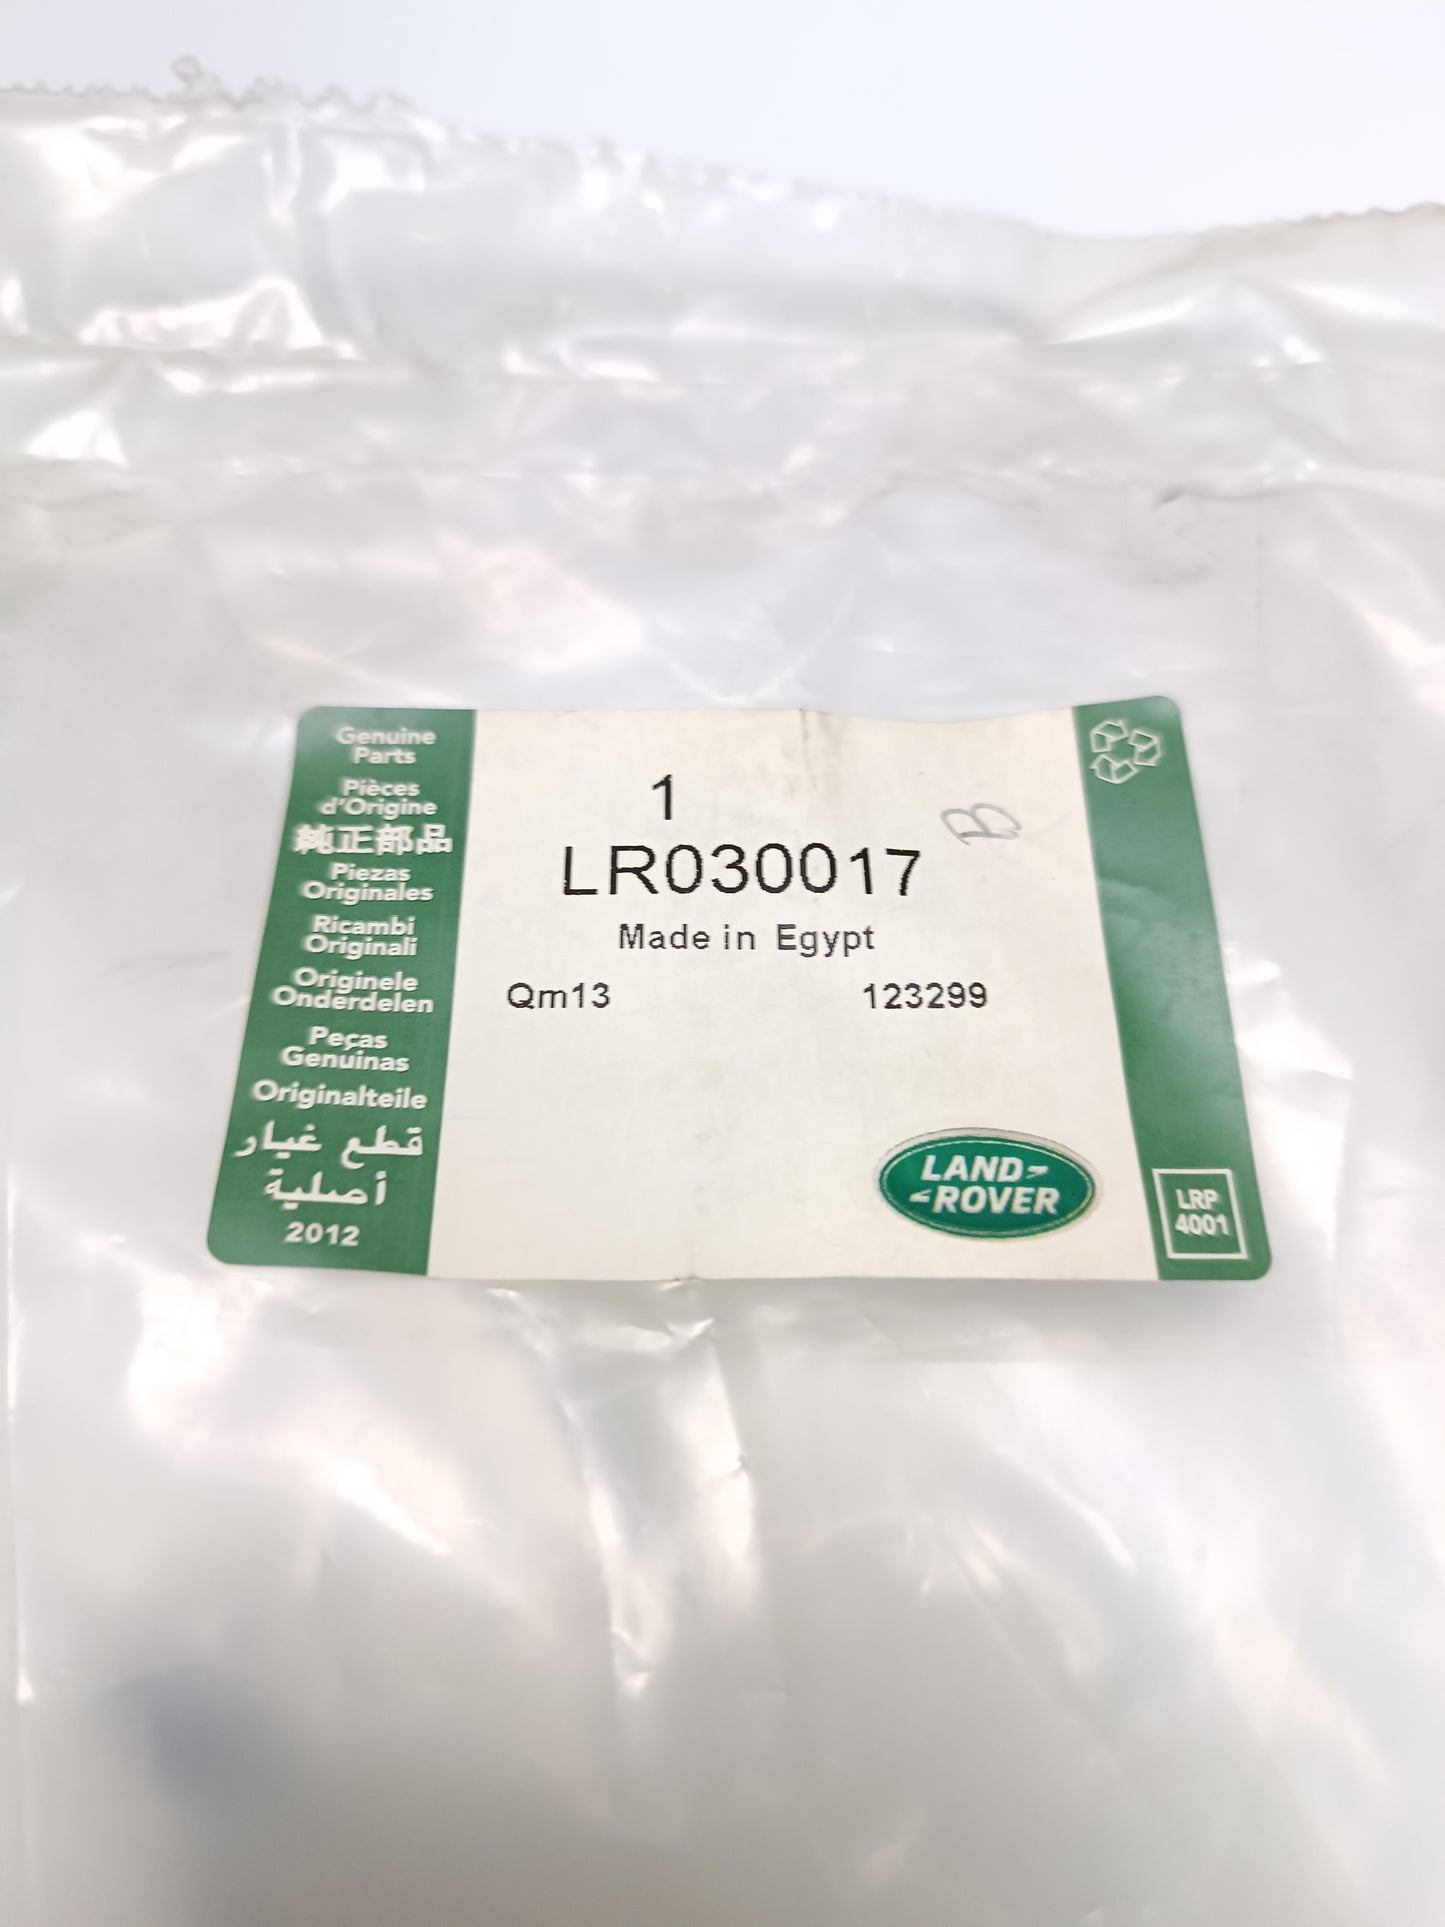 Genuine
Parts
Pièces
d'Origine
純正部品
Piezas
Originales
Ricambi
Originali
Originele
Onderdelen
Peças
Genuinas
Originalteile
قطع غيار
أصلية
2012
1
LR030017
B
Made in Egypt
Qm13 123299
LAND
ROVER
LRP
4001